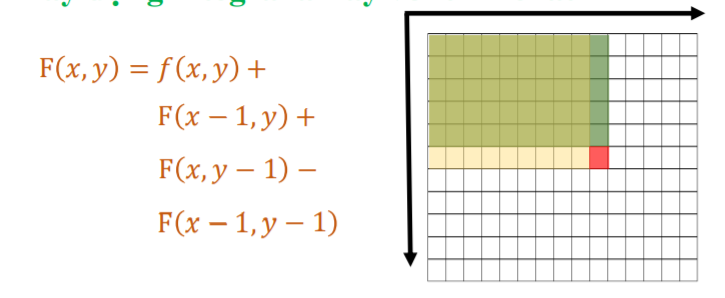 F(x, y) = f(x, y) +
F(x − 1, y) +
F(x, y − 1) −
F(x − 1, y − 1)